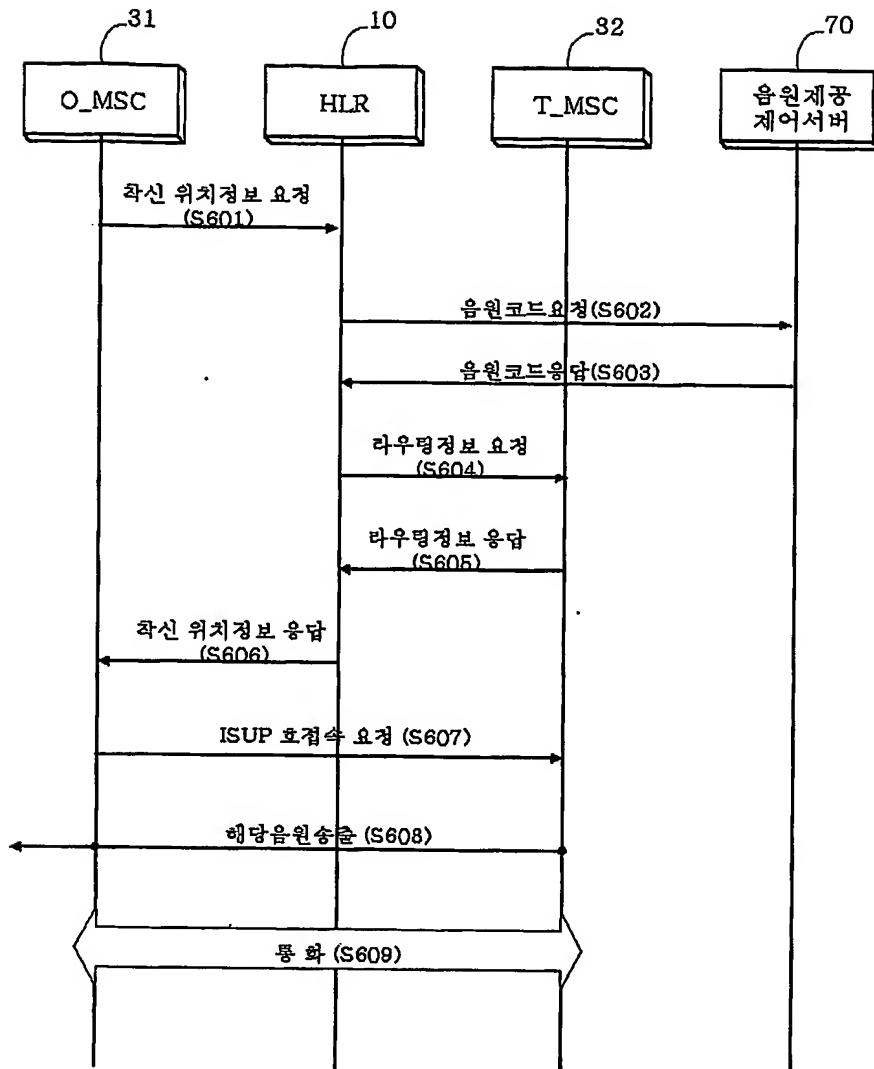 31
10
32
70
O_MSC
HLR
T_MSC
음원제공
제어서버
착신 위치정보 요청
(S601)
음원코드요청(S602)
음원코드응답(S603)
라우팅정보 요청
(S604)
라우팅정보 응답
(S605)
착신 위치정보 응답
(S606)
ISUP 호접속 요청 (S607)
해당음원송출 (S608)
통 화 (S609)